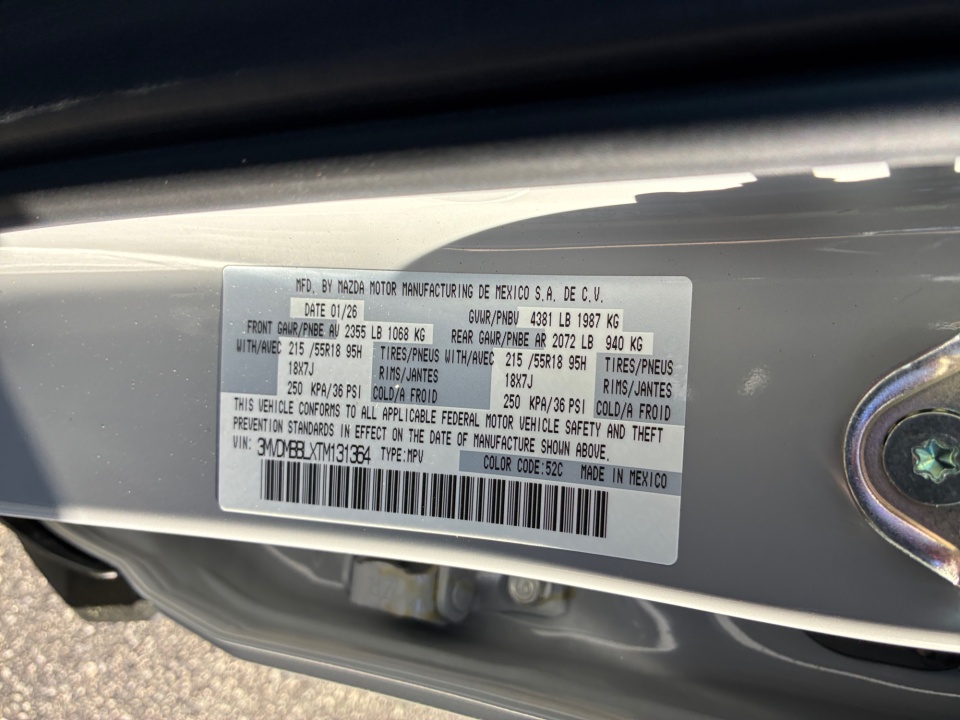 MFD. BY MAZDA MOTOR MANUFACTURING DE MEXICO S.A. DE C.V.
DATE 01/26 GVWR/PNBV 4381 LB 1987 KG
FRONT GAWR/PNBE AV 2355 LB 1068 KG REAR GAWR/PNBE AR 2072 LB 940 KG
WITH/AVEC 215 /55R18 95H TIRES/PNEUS WITH/AVEC 215 /55R18 95H TIRES/PNEUS
18X7J RIMS/JANTES 18X7J RIMS/JANTES
250 KPA/36 PSI COLD/A FROID 250 KPA/36 PSI COLD/A FROID
THIS VEHICLE CONFORMS TO ALL APPLICABLE FEDERAL MOTOR VEHICLE SAFETY AND THEFT
PREVENTION STANDARDS IN EFFECT ON THE DATE OF MANUFACTURE SHOWN ABOVE.
VIN: 3MVDMBBLXTM131364 TYPE:MPV COLOR CODE:52C MADE IN MEXICO